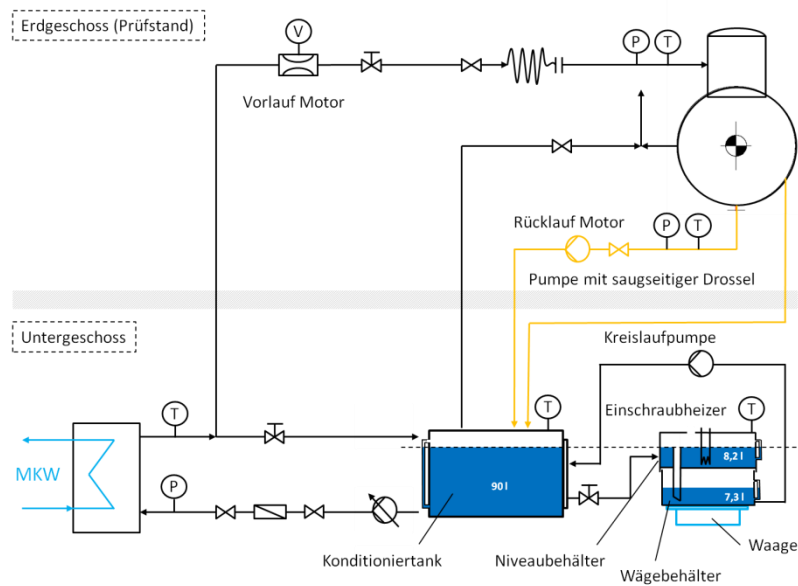 Erdgeschoss (Prüfstand)
V
P
T
Vorlauf Motor
Rücklauf Motor
P
T
Pumpe mit saugseitiger Drossel
Untergeschoss
Kreislaufpumpe
T
T
Einschraubheizer
T
MKW
P
90 l
8,2 l
7,3 l
Konditioniertank
Niveaubehälter
Wägebehälter
Waage